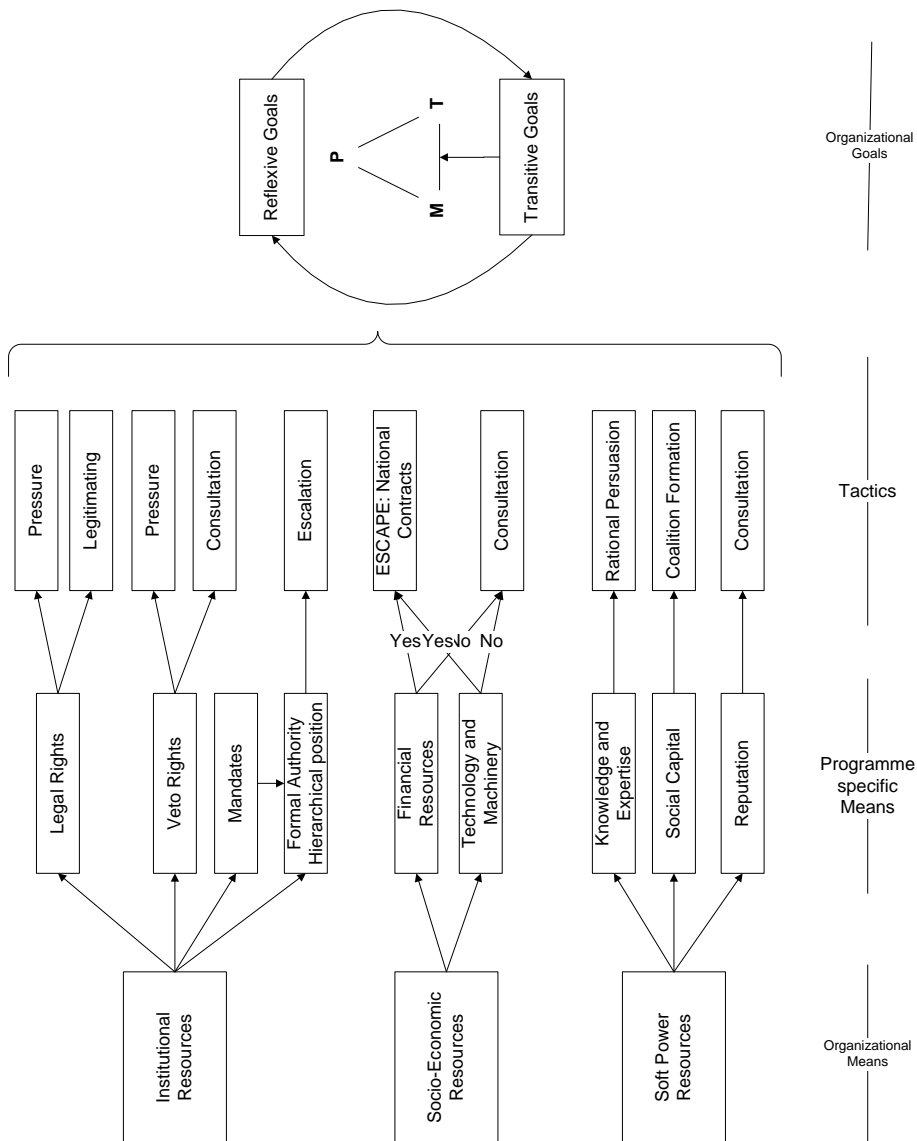 Reflexive Goals
P
M
T
Transitive Goals
Organizational
Goals
Pressure
Legitimating
Pressure
Consultation
Escalation
ESCAPE: National
Contracts
Consultation
Rational Persuasion
Coalition Formation
Consultation
Tactics
Yes
Yes
No
No
Legal Rights
Veto Rights
Mandates
Formal Authority
Hierarchical position
Financial
Resources
Technology and
Machinery
Knowledge and
Expertise
Social Capital
Reputation
Programme
specific
Means
Institutional
Resources
Socio-Economic
Resources
Soft Power
Resources
Organizational
Means